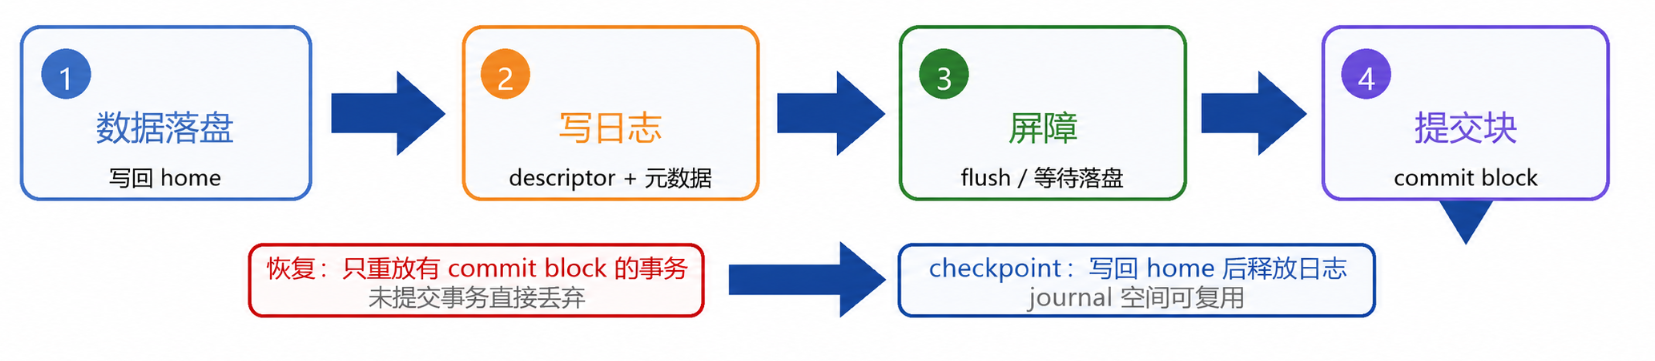 1
数据落盘
写回 home
2
写日志
descriptor + 元数据
3
屏障
flush / 等待落盘
4
提交块
commit block
恢复：只重放有 commit block 的事务
未提交事务直接丢弃
checkpoint：写回 home 后释放日志
journal 空间可复用